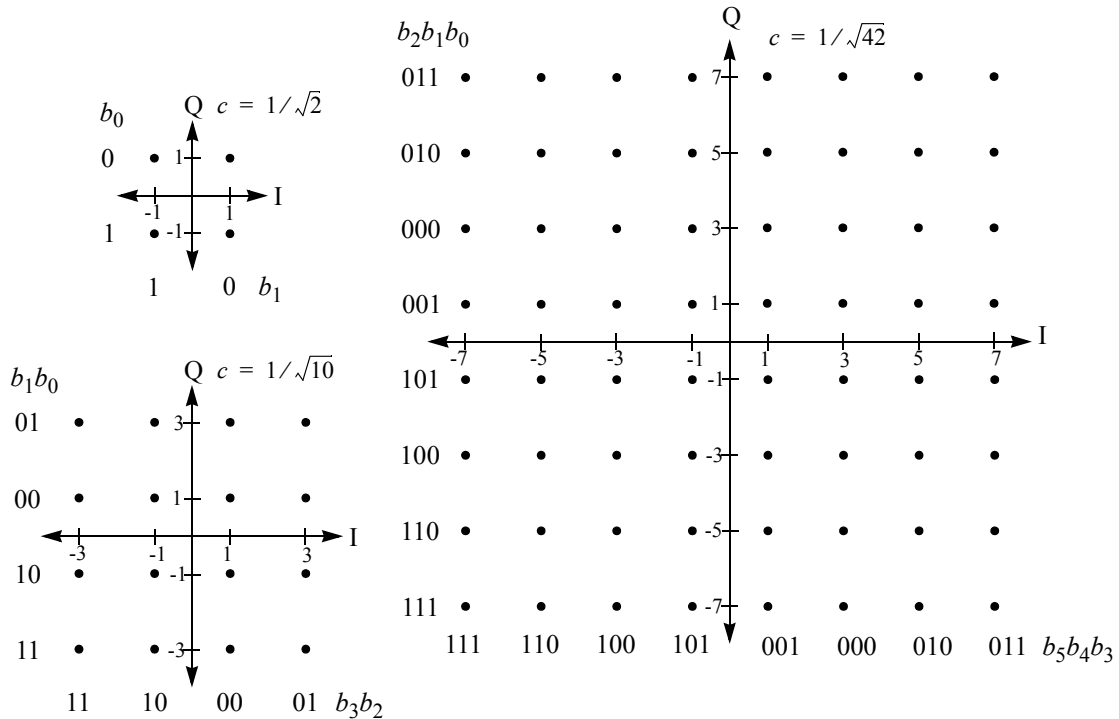 Q c = 1/√2
b0
0
1
I
-1 1
1
-1
1 0 b1
b1b0
Q c = 1/√10
01
3
00
1
I
-3 -1 1 3
10
-1
11
-3
11 10 00 01 b3b2
b2b1b0
Q
c = 1/√42
011
7
010
5
000
3
001
1
I
-7 -5 -3 -1 1 3 5 7
101
-1
100
-3
110
-5
111
-7
111 110 100 101 001 000 010 011 b5b4b3